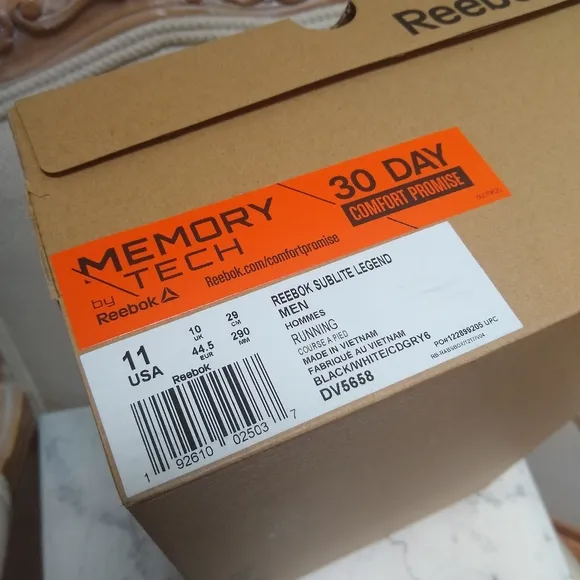 Reebok
MEMORY
TECH
by
Reebok
30 DAY
COMFORT PROMISE
Reebok.com/comfortpromise
11
USA
10
UK
44.5
EUR
29
CM
290
MM
Reebok
REEBOK SUBLITE LEGEND
MEN
HOMMES
RUNNING
COURSE A PIED
MADE IN VIETNAM
FABRIQUÉ AU VIETNAM
BLACK/WHITE/CDGRY6
DV5658
PO#122899205 UPC
1 92610 02503 7